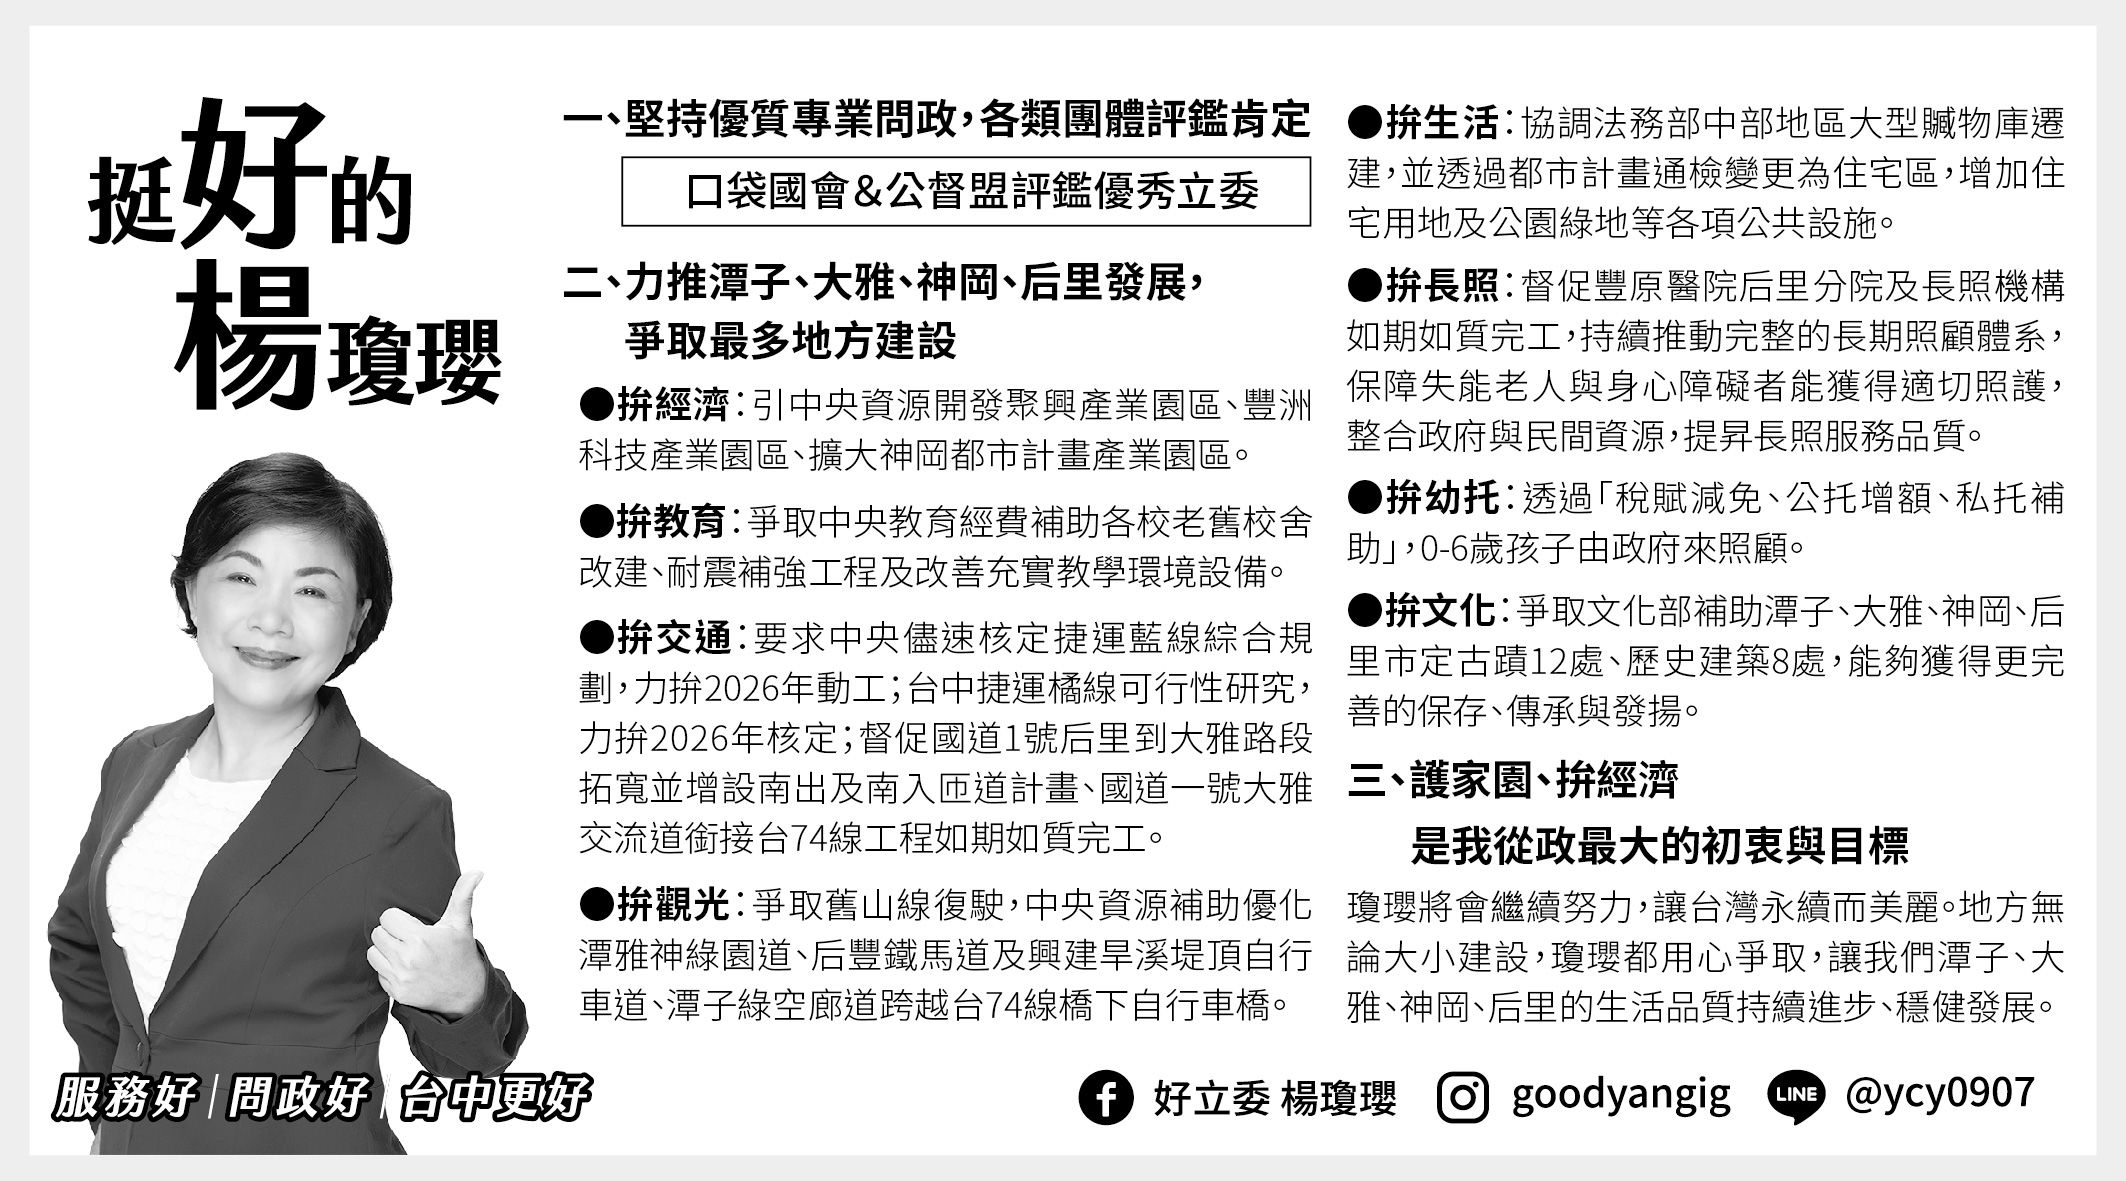 挺好的
楊瓊瓔
服務好｜問政好｜台中更好
一、堅持優質專業問政，各類團體評鑑肯定
口袋國會&公督盟評鑑優秀立委
二、力推潭子、大雅、神岡、后里發展，
爭取最多地方建設
●拚經濟：引中央資源開發聚興產業園區、豐洲
科技產業園區、擴大神岡都市計畫產業園區。
●拚教育：爭取中央教育經費補助各校老舊校舍
改建、耐震補強工程及改善充實教學環境設備。
●拚交通：要求中央儘速核定捷運藍線綜合規
劃，力拚2026年動工；台中捷運橘線可行性研究，
力拚2026年核定；督促國道1號后里到大雅路段
拓寬並增設南出及南入匝道計畫、國道一號大雅
交流道銜接台74線工程如期如質完工。
●拚觀光：爭取舊山線復駛，中央資源補助優化
潭雅神綠園道、后豐鐵馬道及興建旱溪堤頂自行
車道、潭子綠空廊道跨越台74線橋下自行車橋。
●拚生活：協調法務部中部地區大型贓物庫遷
建，並透過都市計畫通檢變更為住宅區，增加住
宅用地及公園綠地等各項公共設施。
●拚長照：督促豐原醫院后里分院及長照機構
如期如質完工，持續推動完整的長期照顧體系，
保障失能老人與身心障礙者能獲得適切照護，
整合政府與民間資源，提昇長照服務品質。
●拚幼托：透過「稅賦減免、公托增額、私托補
助」，0-6歲孩子由政府來照顧。
●拚文化：爭取文化部補助潭子、大雅、神岡、后
里市定古蹟12處、歷史建築8處，能夠獲得更完
善的保存、傳承與發揚。
三、護家園、拚經濟
是我從政最大的初衷與目標
瓊瓔將會繼續努力，讓台灣永續而美麗。地方無
論大小建設，瓊瓔都用心爭取，讓我們潭子、大
雅、神岡、后里的生活品質持續進步、穩健發展。
好立委 楊瓊瓔 goodyangig LINE @ycy0907